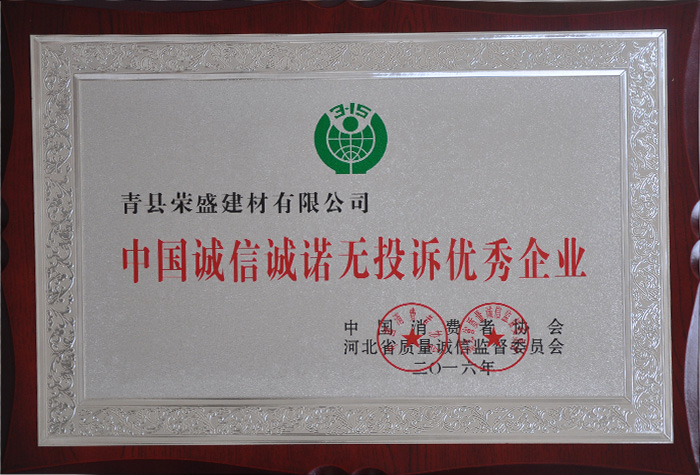 3·15
青县荣盛建材有限公司
中国诚信诚诺无投诉优秀企业
中国消费者协会
河北省质量诚信监督委员会
二〇一六年